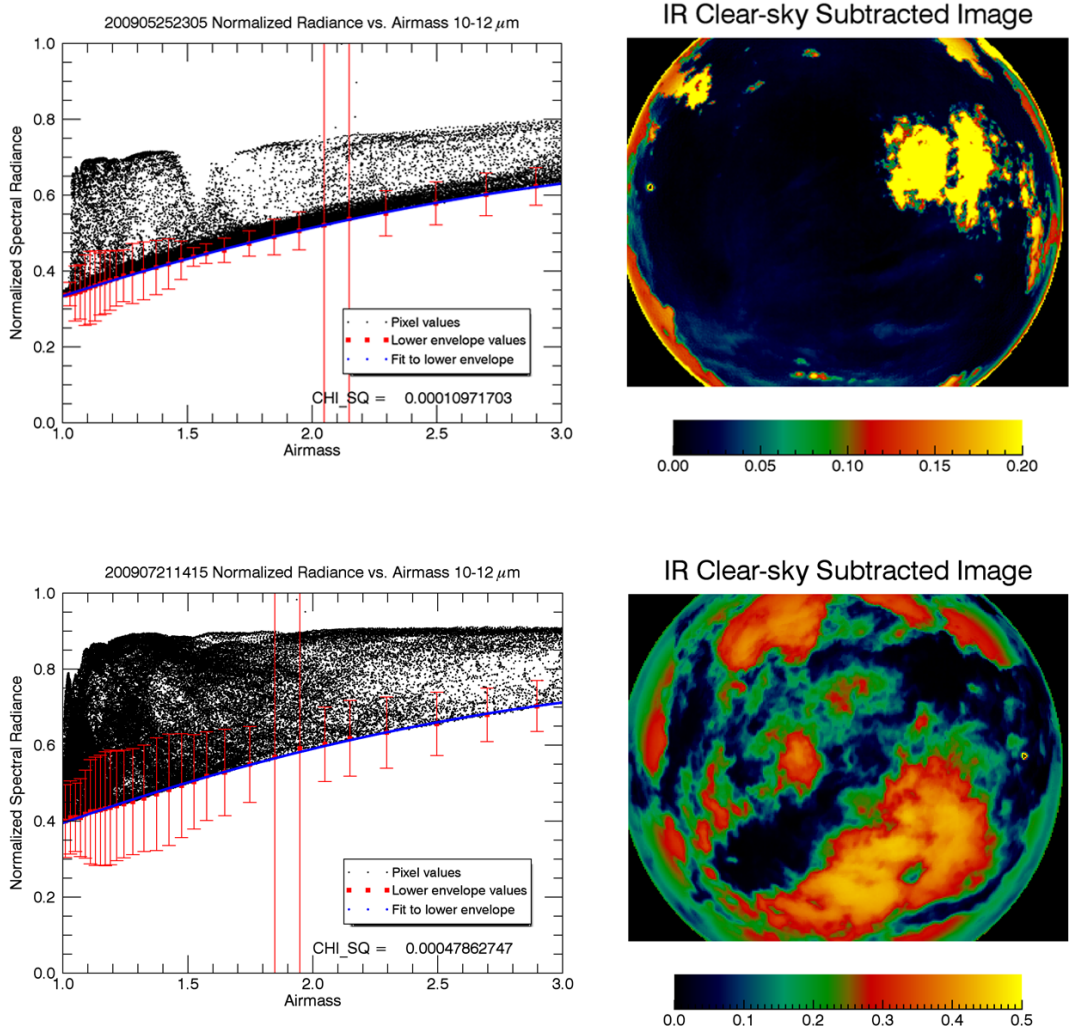 200905252305 Normalized Radiance vs. Airmass 10-12 μm
IR Clear-sky Subtracted Image
1.0
0.8
0.6
0.4
0.2
0.0
Normalized Spectral Radiance
Pixel values
Lower envelope values
Fit to lower envelope
CHI_SQ = 0.00010971703
1.0 1.5 2.0 2.5 3.0
Airmass
0.00 0.05 0.10 0.15 0.20
200907211415 Normalized Radiance vs. Airmass 10-12 μm
IR Clear-sky Subtracted Image
1.0
0.8
0.6
0.4
0.2
0.0
Normalized Spectral Radiance
Pixel values
Lower envelope values
Fit to lower envelope
CHI_SQ = 0.00047862747
1.0 1.5 2.0 2.5 3.0
Airmass
0.0 0.1 0.2 0.3 0.4 0.5